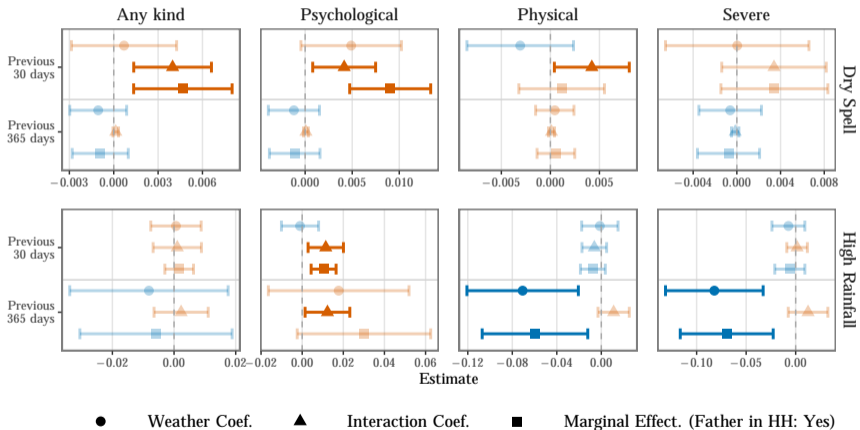 Any kind Psychological Physical Severe
Previous
30 days
Previous
365 days
Dry Spell
−0.003 0.000 0.003 0.006 0.000 0.005 0.010 −0.005 0.000 0.005 −0.004 0.000 0.004 0.008
Previous
30 days
Previous
365 days
High Rainfall
−0.02 0.00 0.02 −0.02 0.00 0.02 0.04 0.06 −0.12 −0.08 −0.04 0.00 −0.10 −0.05 0.00
Estimate
Weather Coef. Interaction Coef. Marginal Effect. (Father in HH: Yes)